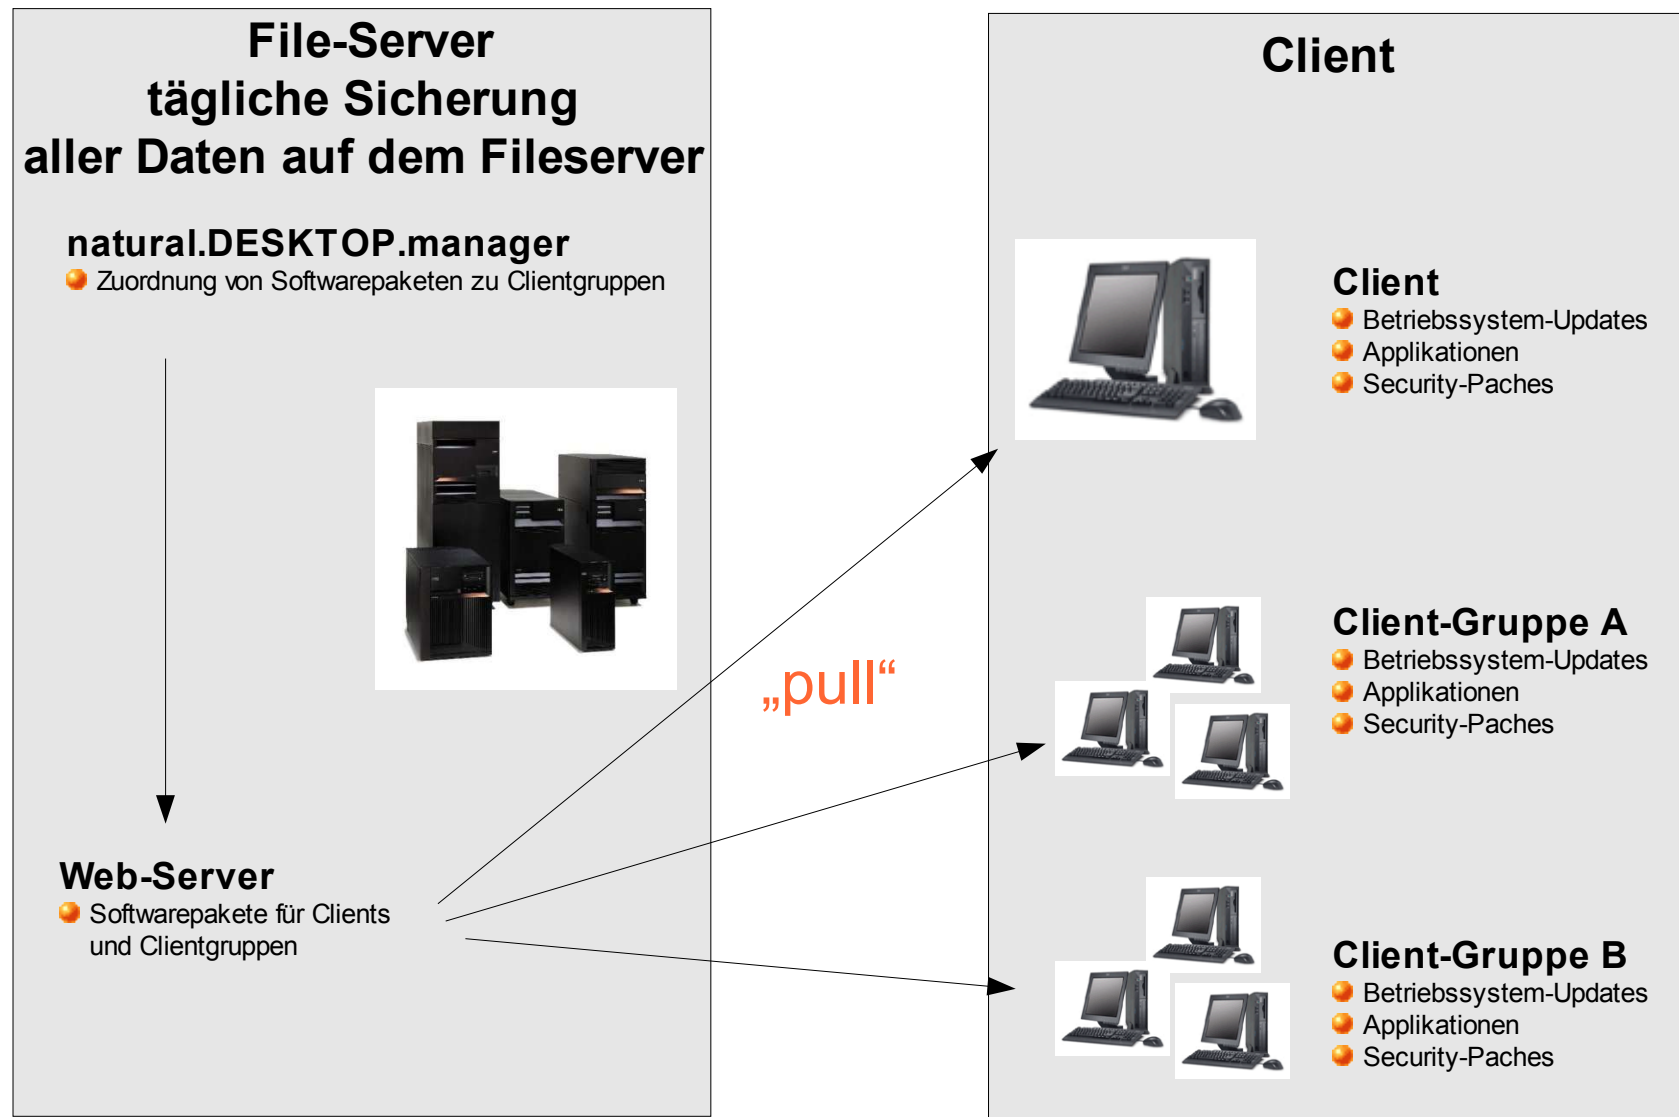 File-Server
tägliche Sicherung
aller Daten auf dem Fileserver
natural.DESKTOP.manager
Zuordnung von Softwarepaketen zu Clientgruppen
Web-Server
Softwarepakete für Clients
und Clientgruppen
„pull“
Client
Client
Betriebssystem-Updates
Applikationen
Security-Paches
Client-Gruppe A
Betriebssystem-Updates
Applikationen
Security-Paches
Client-Gruppe B
Betriebssystem-Updates
Applikationen
Security-Paches